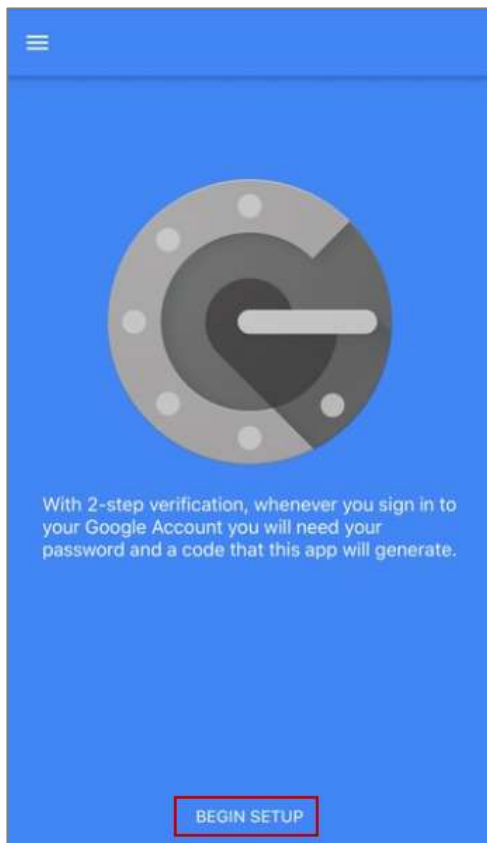 With 2-step verification, whenever you sign in to
your Google Account you will need your
password and a code that this app will generate.
BEGIN SETUP